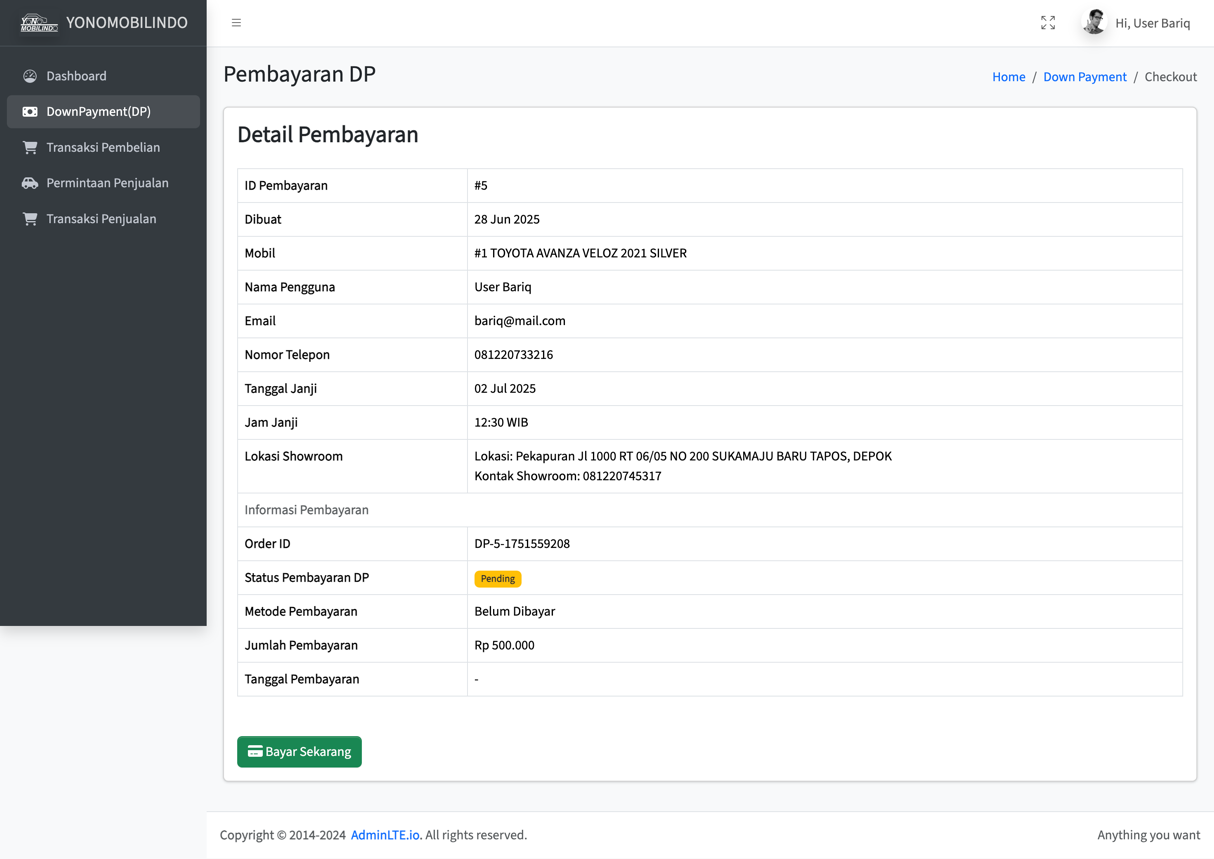 YONOMOBILINDO
Hi, User Bariq
Dashboard
DownPayment(DP)
Transaksi Pembelian
Permintaan Penjualan
Transaksi Penjualan
Pembayaran DP
Home / Down Payment / Checkout
Detail Pembayaran
ID Pembayaran #5
Dibuat 28 Jun 2025
Mobil #1 TOYOTA AVANZA VELOZ 2021 SILVER
Nama Pengguna User Bariq
Email bariq@mail.com
Nomor Telepon 081220733216
Tanggal Janji 02 Jul 2025
Jam Janji 12:30 WIB
Lokasi Showroom Lokasi: Pekapuran Jl 1000 RT 06/05 NO 200 SUKAMAJU BARU TAPOS, DEPOK
Kontak Showroom: 081220745317
Informasi Pembayaran
Order ID DP-5-1751559208
Status Pembayaran DP Pending
Metode Pembayaran Belum Dibayar
Jumlah Pembayaran Rp 500.000
Tanggal Pembayaran -
Bayar Sekarang
Copyright © 2014-2024 AdminLTE.io. All rights reserved.
Anything you want